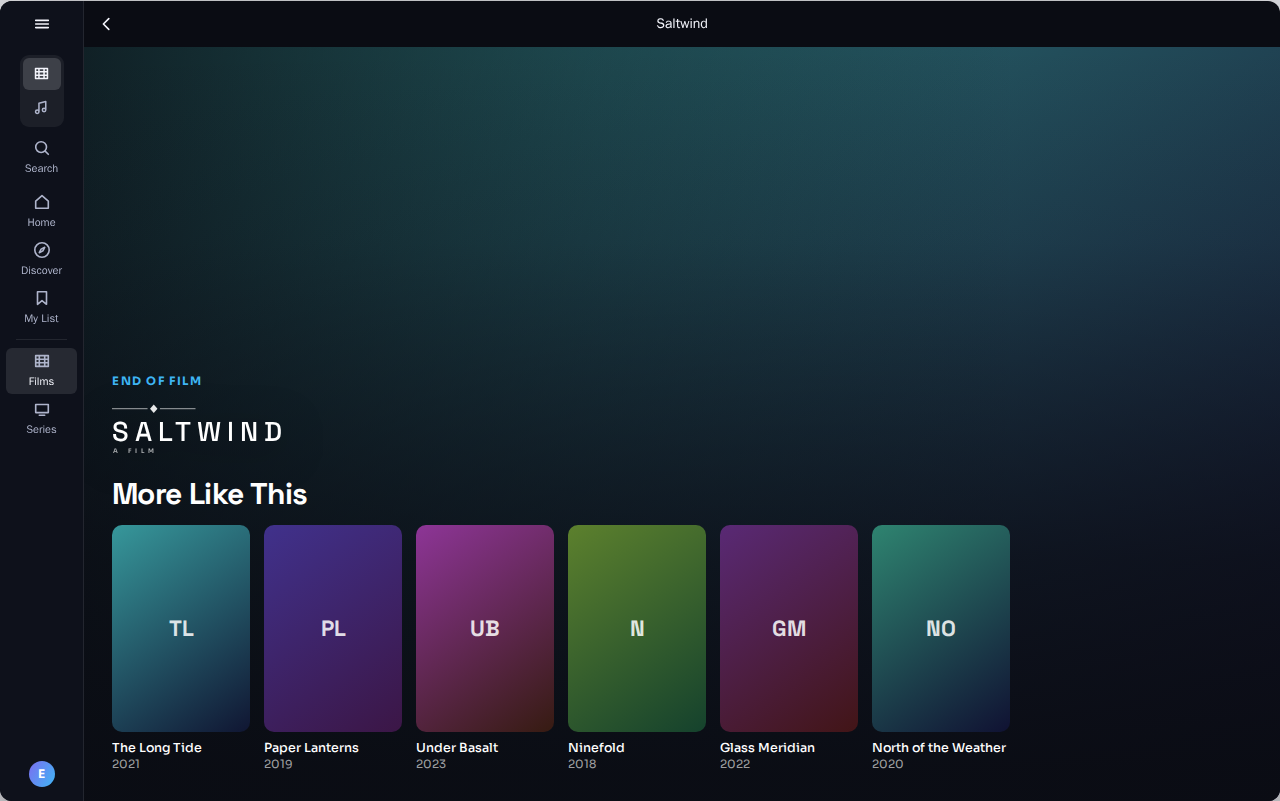 Saltwind
Search
Home
Discover
My List
Films
Series
E
END OF FILM
SALTWIND
A FILM
More Like This
TL
PL
UB
N
GM
NO
The Long Tide
2021
Paper Lanterns
2019
Under Basalt
2023
Ninefold
2018
Glass Meridian
2022
North of the Weather
2020